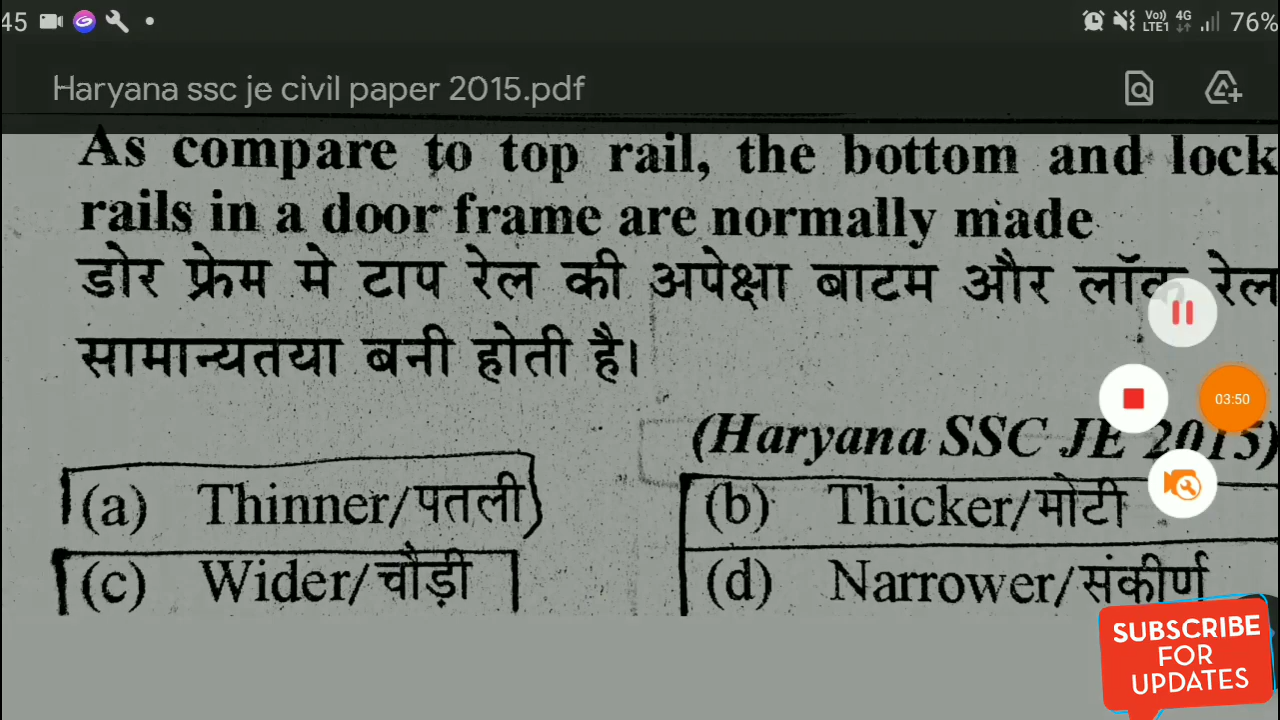 45
Vo)) 4G
LTE1
76%
Haryana ssc je civil paper 2015.pdf
As compare to top rail, the bottom and lock
rails in a door frame are normally made
डोर फ्रेम मे टाप रेल की अपेक्षा बाटम और लॉक रेल
सामान्यतया बनी होती है।
03:50
(Haryana SSC JE 2015)
(a) Thinner/पतली
(b) Thicker/मोटी
(c) Wider/चौड़ी
(d) Narrower/संकीर्ण
SUBSCRIBE
FOR
UPDATES